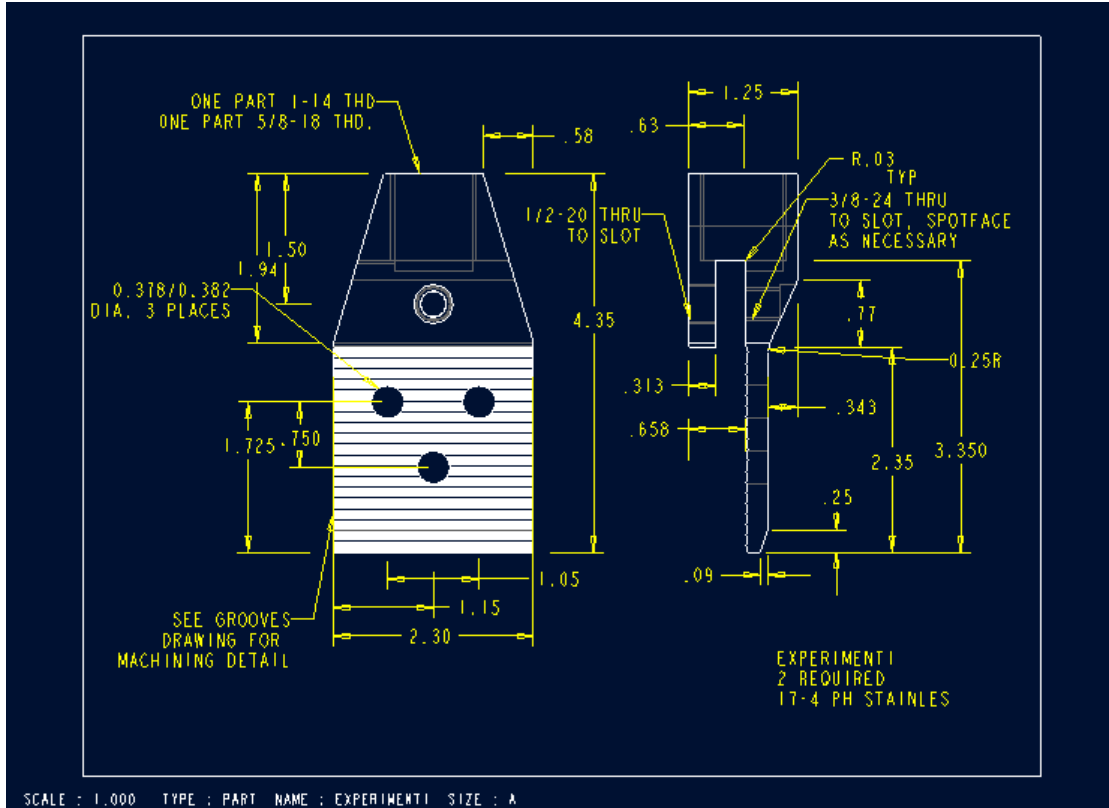 ONE PART 1-14 THD
ONE PART 5/8-18 THD.
.58
1.25
.63
R.03
TYP
3/8-24 THRU
TO SLOT, SPOTFACE
AS NECESSARY
1/2-20 THRU
TO SLOT
1.50
1.94
0.378/0.382
DIA. 3 PLACES
4.35
.77
0.25R
.313
.343
.658
1.725
.750
2.35
3.350
.25
.09
1.05
1.15
2.30
SEE GROOVES
DRAWING FOR
MACHINING DETAIL
EXPERIMENT1
2 REQUIRED
17-4 PH STAINLES
SCALE : 1.000 TYPE : PART NAME : EXPERIMENT1 SIZE : A